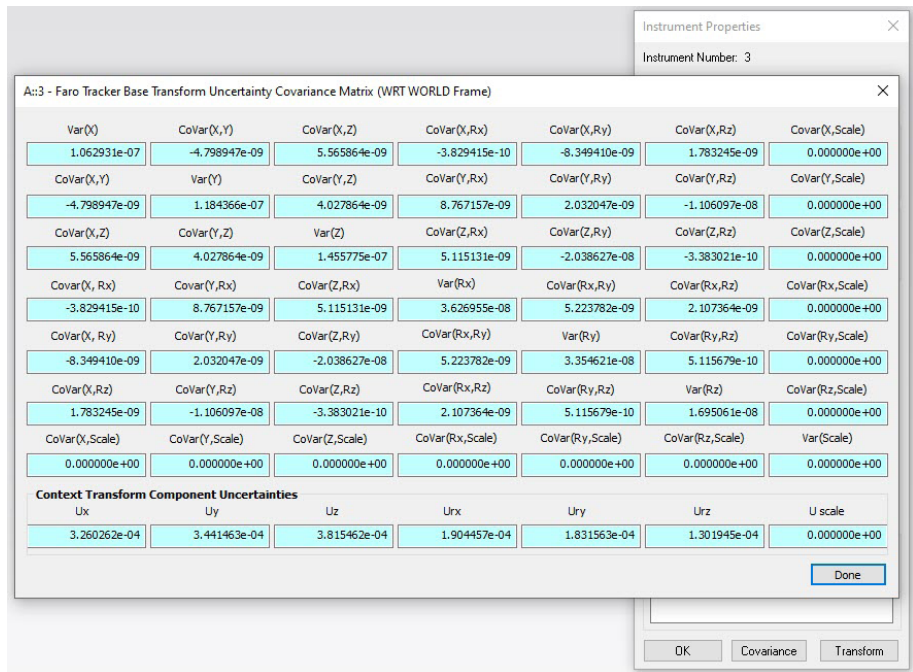 Instrument Properties
Instrument Number: 3
A::3 - Faro Tracker Base Transform Uncertainty Covariance Matrix (WRT WORLD Frame)
Var(X) CoVar(X,Y) CoVar(X,Z) CoVar(X,Rx) CoVar(X,Ry) CoVar(X,Rz) Covar(X,Scale)
1.062931e-07 -4.798947e-09 5.565864e-09 -3.829415e-10 -8.349410e-09 1.783245e-09 0.000000e+00
CoVar(X,Y) Var(Y) CoVar(Y,Z) CoVar(Y,Rx) CoVar(Y,Ry) CoVar(Y,Rz) CoVar(Y,Scale)
-4.798947e-09 1.184366e-07 4.027864e-09 8.767157e-09 2.032047e-09 -1.106097e-08 0.000000e+00
CoVar(X,Z) CoVar(Y,Z) Var(Z) CoVar(Z,Rx) CoVar(Z,Ry) CoVar(Z,Rz) CoVar(Z,Scale)
5.565864e-09 4.027864e-09 1.455775e-07 5.115131e-09 -2.038627e-08 -3.383021e-10 0.000000e+00
Covar(X, Rx) Covar(Y,Rx) CoVar(Z,Rx) Var(Rx) CoVar(Rx,Ry) CoVar(Rx,Rz) CoVar(Rx,Scale)
-3.829415e-10 8.767157e-09 5.115131e-09 3.626955e-08 5.223782e-09 2.107364e-09 0.000000e+00
CoVar(X, Ry) CoVar(Y,Ry) CoVar(Z,Ry) CoVar(Rx,Ry) Var(Ry) CoVar(Ry,Rz) CoVar(Ry,Scale)
-8.349410e-09 2.032047e-09 -2.038627e-08 5.223782e-09 3.354621e-08 5.115679e-10 0.000000e+00
CoVar(X,Rz) CoVar(Y,Rz) CoVar(Z,Rz) CoVar(Rx,Rz) CoVar(Ry,Rz) Var(Rz) CoVar(Rz,Scale)
1.783245e-09 -1.106097e-08 -3.383021e-10 2.107364e-09 5.115679e-10 1.695061e-08 0.000000e+00
CoVar(X,Scale) CoVar(Y,Scale) CoVar(Z,Scale) CoVar(Rx,Scale) CoVar(Ry,Scale) CoVar(Rz,Scale) Var(Scale)
0.000000e+00 0.000000e+00 0.000000e+00 0.000000e+00 0.000000e+00 0.000000e+00 0.000000e+00
Context Transform Component Uncertainties
Ux Uy Uz Urx Ury Urz U scale
3.260262e-04 3.441463e-04 3.815462e-04 1.904457e-04 1.831563e-04 1.301945e-04 0.000000e+00
Done
OK Covariance Transform